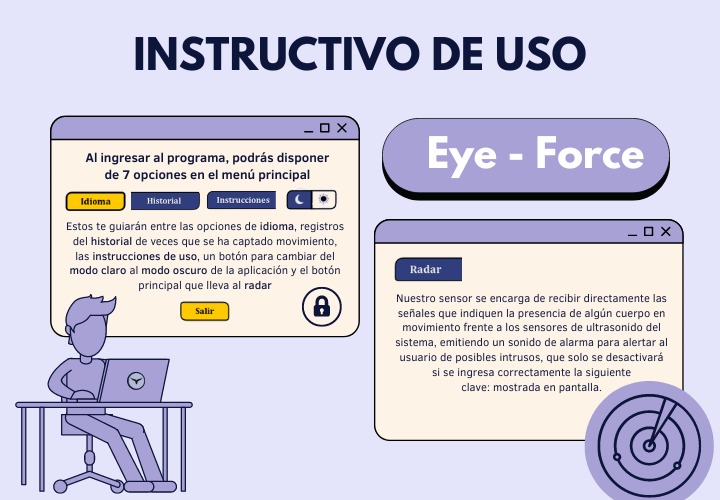 INSTRUCTIVO DE USO
Al ingresar al programa, podrás disponer
de 7 opciones en el menú principal
Idioma
Historial
Instrucciones
Estos te guiarán entre las opciones de idioma, registros
del historial de veces que se ha captado movimiento,
las instrucciones de uso, un botón para cambiar del
modo claro al modo oscuro de la aplicación y el botón
principal que lleva al radar
Salir
Eye - Force
Radar
Nuestro sensor se encarga de recibir directamente las
señales que indiquen la presencia de algún cuerpo en
movimiento frente a los sensores de ultrasonido del
sistema, emitiendo un sonido de alarma para alertar al
usuario de posibles intrusos, que solo se desactivará
si se ingresa correctamente la siguiente
clave: mostrada en pantalla.